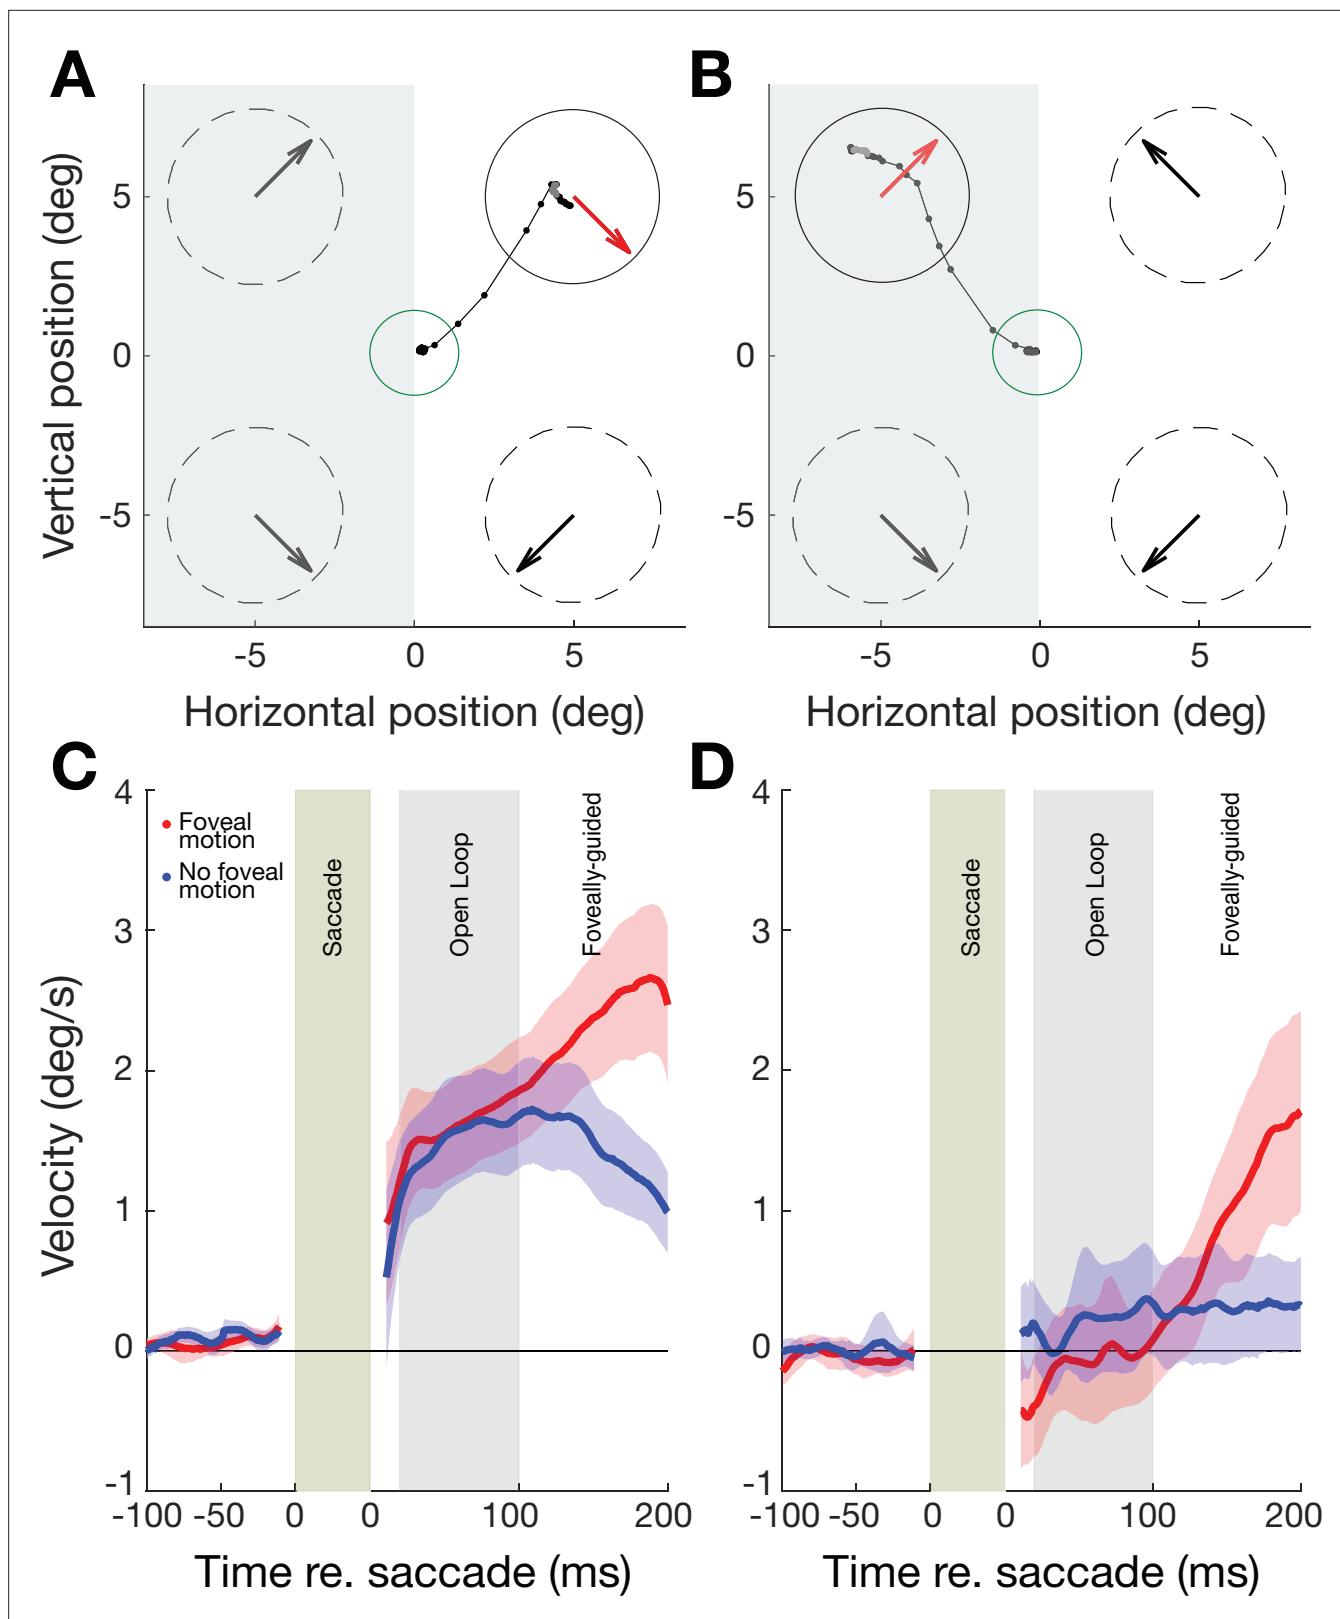 A
B
Vertical position (deg)
5
0
-5
-5
0
5
Horizontal position (deg)
5
0
-5
-5
0
5
Horizontal position (deg)
C
D
Velocity (deg/s)
4
3
2
1
0
-1
Foveal
motion
No foveal
motion
Saccade
Open Loop
Foveally-guided
-100
-50
0
0
100
200
Time re. saccade (ms)
4
3
2
1
0
-1
Saccade
Open Loop
Foveally-guided
-100
-50
0
0
100
200
Time re. saccade (ms)